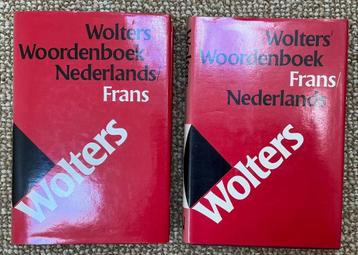 Wolters'
Woordenboek
Nederlands/
Frans
Wolters
Wolters'
Woordenboek
Frans/
Nederlands
Wolters